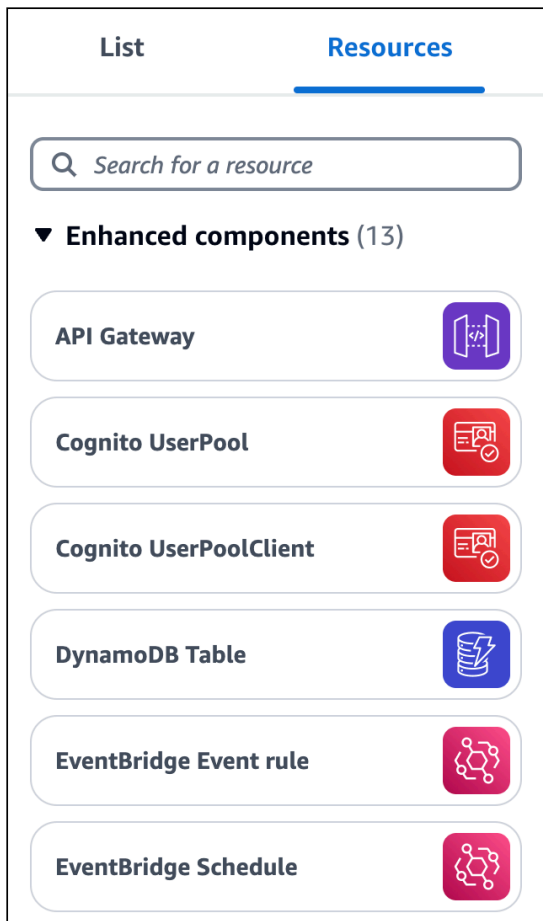 List Resources
Search for a resource
▼ Enhanced components (13)
API Gateway
Cognito UserPool
Cognito UserPoolClient
DynamoDB Table
EventBridge Event rule
EventBridge Schedule